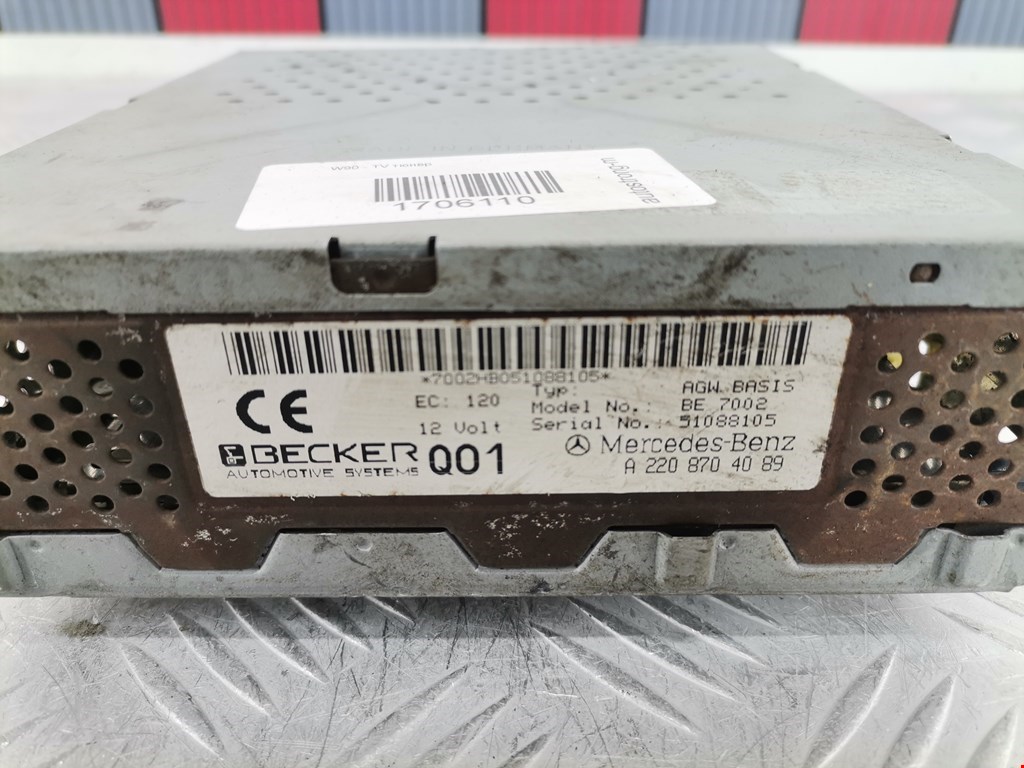 1706110
*7002HB051088105*
CE
EC: 120
Typ: AGW BASIS
Model No.: BE 7002
12 Volt
Serial No.: 51088105
BECKER
AUTOMOTIVE SYSTEMS
Q01
Mercedes-Benz
A 220 870 40 89